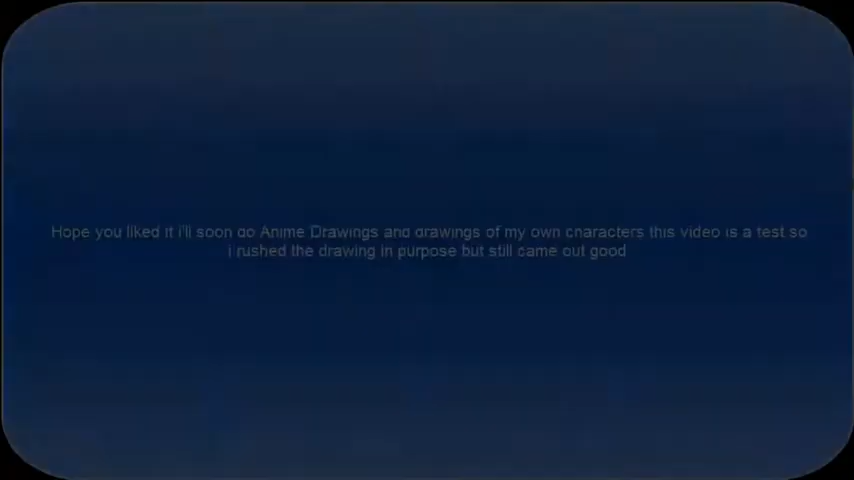 Hope you liked it i'll soon do Anime Drawings and drawings of my own characters this video is a test so
i rushed the drawing in purpose but still came out good